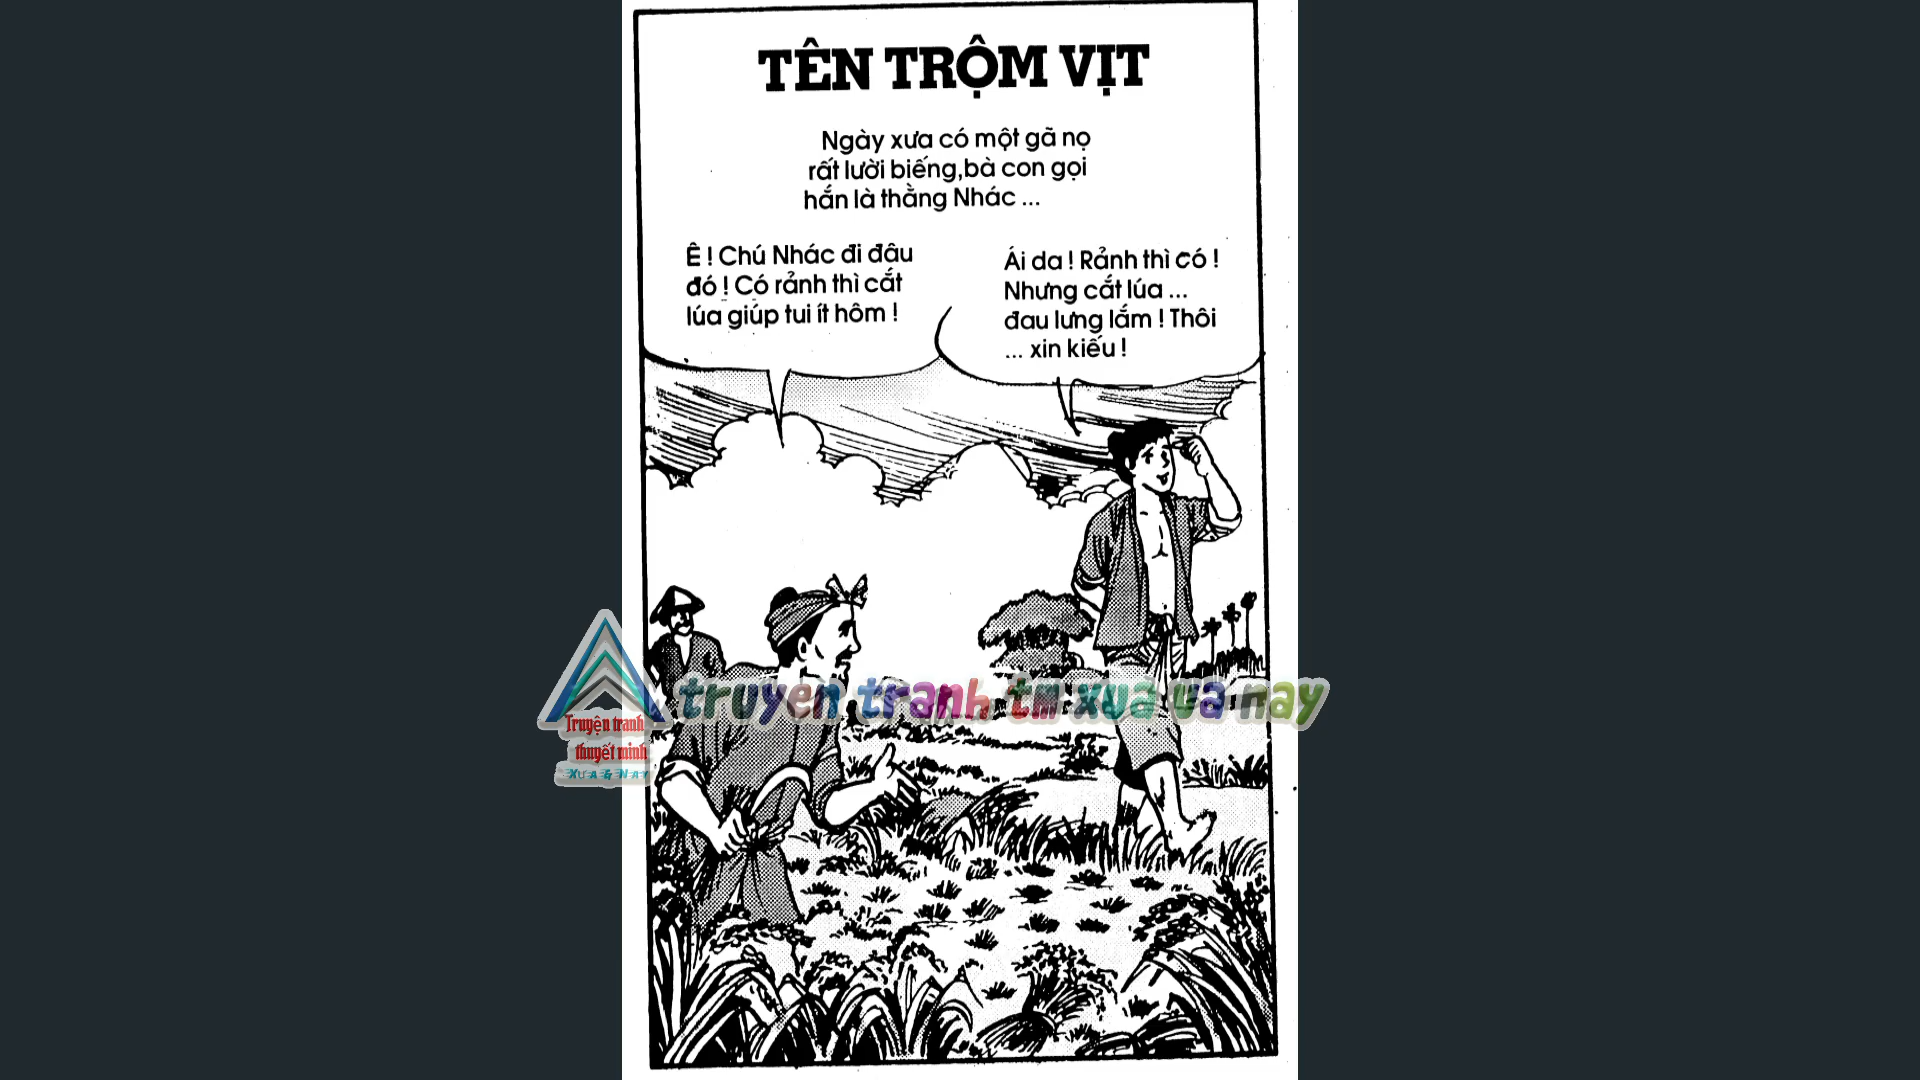 TÊN TRỘM VỊT
Ngày xưa có một gã nọ
rất lười biếng,bà con gọi
hắn là thằng Nhác ...
Ê ! Chú Nhác đi đâu
đó ! Có rảnh thì cắt
lúa giúp tui ít hôm !
Ái da ! Rảnh thì có !
Nhưng cắt lúa ...
đau lưng lắm ! Thôi
... xin kiếu !
truyen tranh tm xua va nay
Truyện tranh
thuyết minh
XƯA & NAY